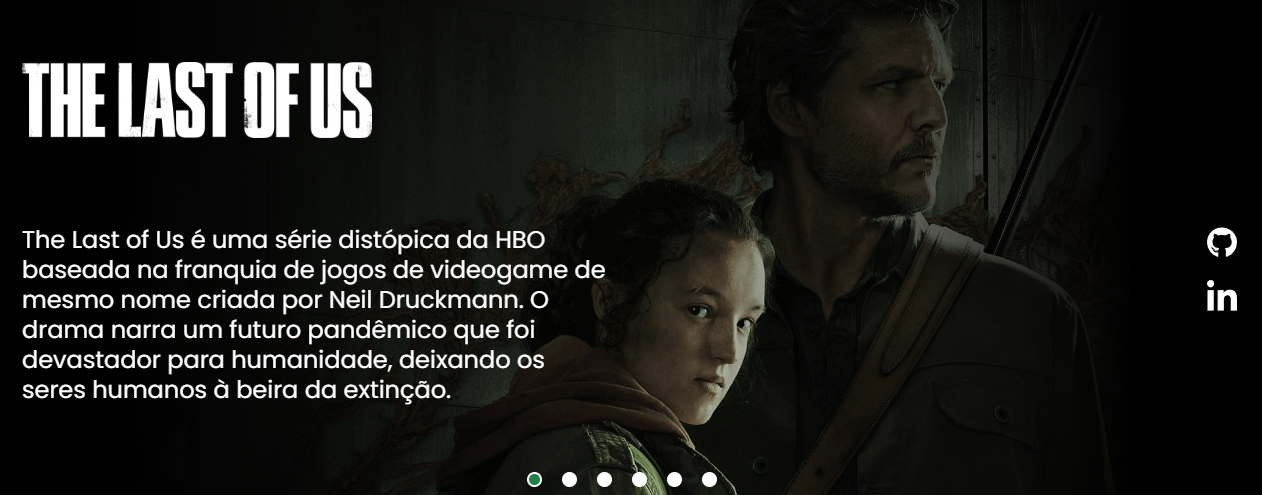 THE LAST OF US
The Last of Us é uma série distópica da HBO
baseada na franquia de jogos de videogame de
mesmo nome criada por Neil Druckmann. O
drama narra um futuro pandêmico que foi
devastador para humanidade, deixando os
seres humanos à beira da extinção.
in